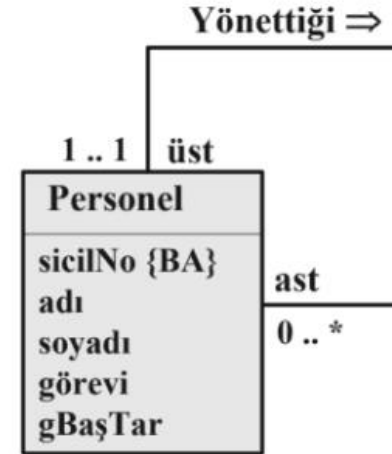 Yönettiği ⇒
1 .. 1 üst
Personel
sicilNo {BA}
adı
soyadı
görevi
gBaşTar
ast
0 .. *